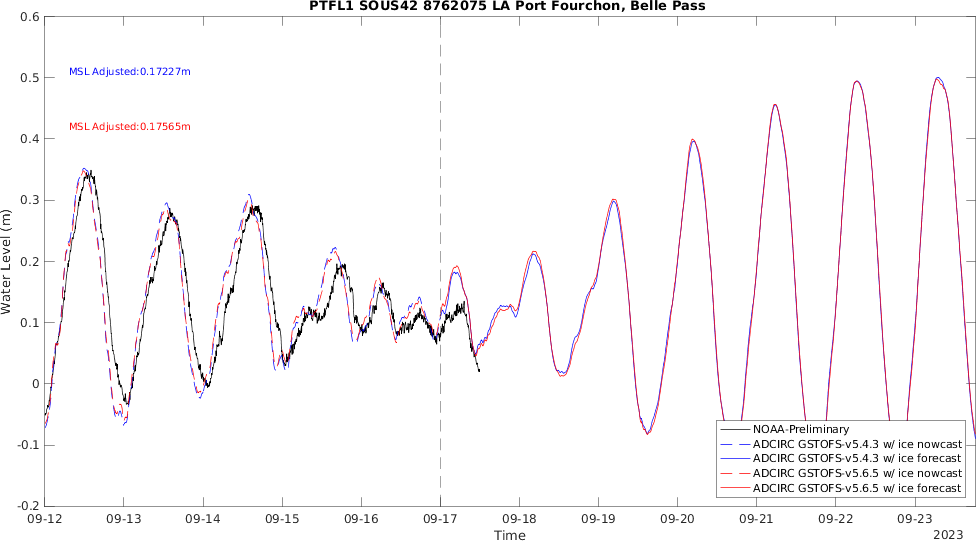 PTFL1 SOUS42 8762075 LA Port Fourchon, Belle Pass
0.6
0.5
0.4
0.3
0.2
0.1
0
-0.1
-0.2
Water Level (m)
MSL Adjusted:0.17227m
MSL Adjusted:0.17565m
NOAA-Preliminary
ADCIRC GSTOFS-v5.4.3 w/ ice nowcast
ADCIRC GSTOFS-v5.4.3 w/ ice forecast
ADCIRC GSTOFS-v5.6.5 w/ ice nowcast
ADCIRC GSTOFS-v5.6.5 w/ ice forecast
09-12 09-13 09-14 09-15 09-16 09-17 09-18 09-19 09-20 09-21 09-22 09-23
Time
2023